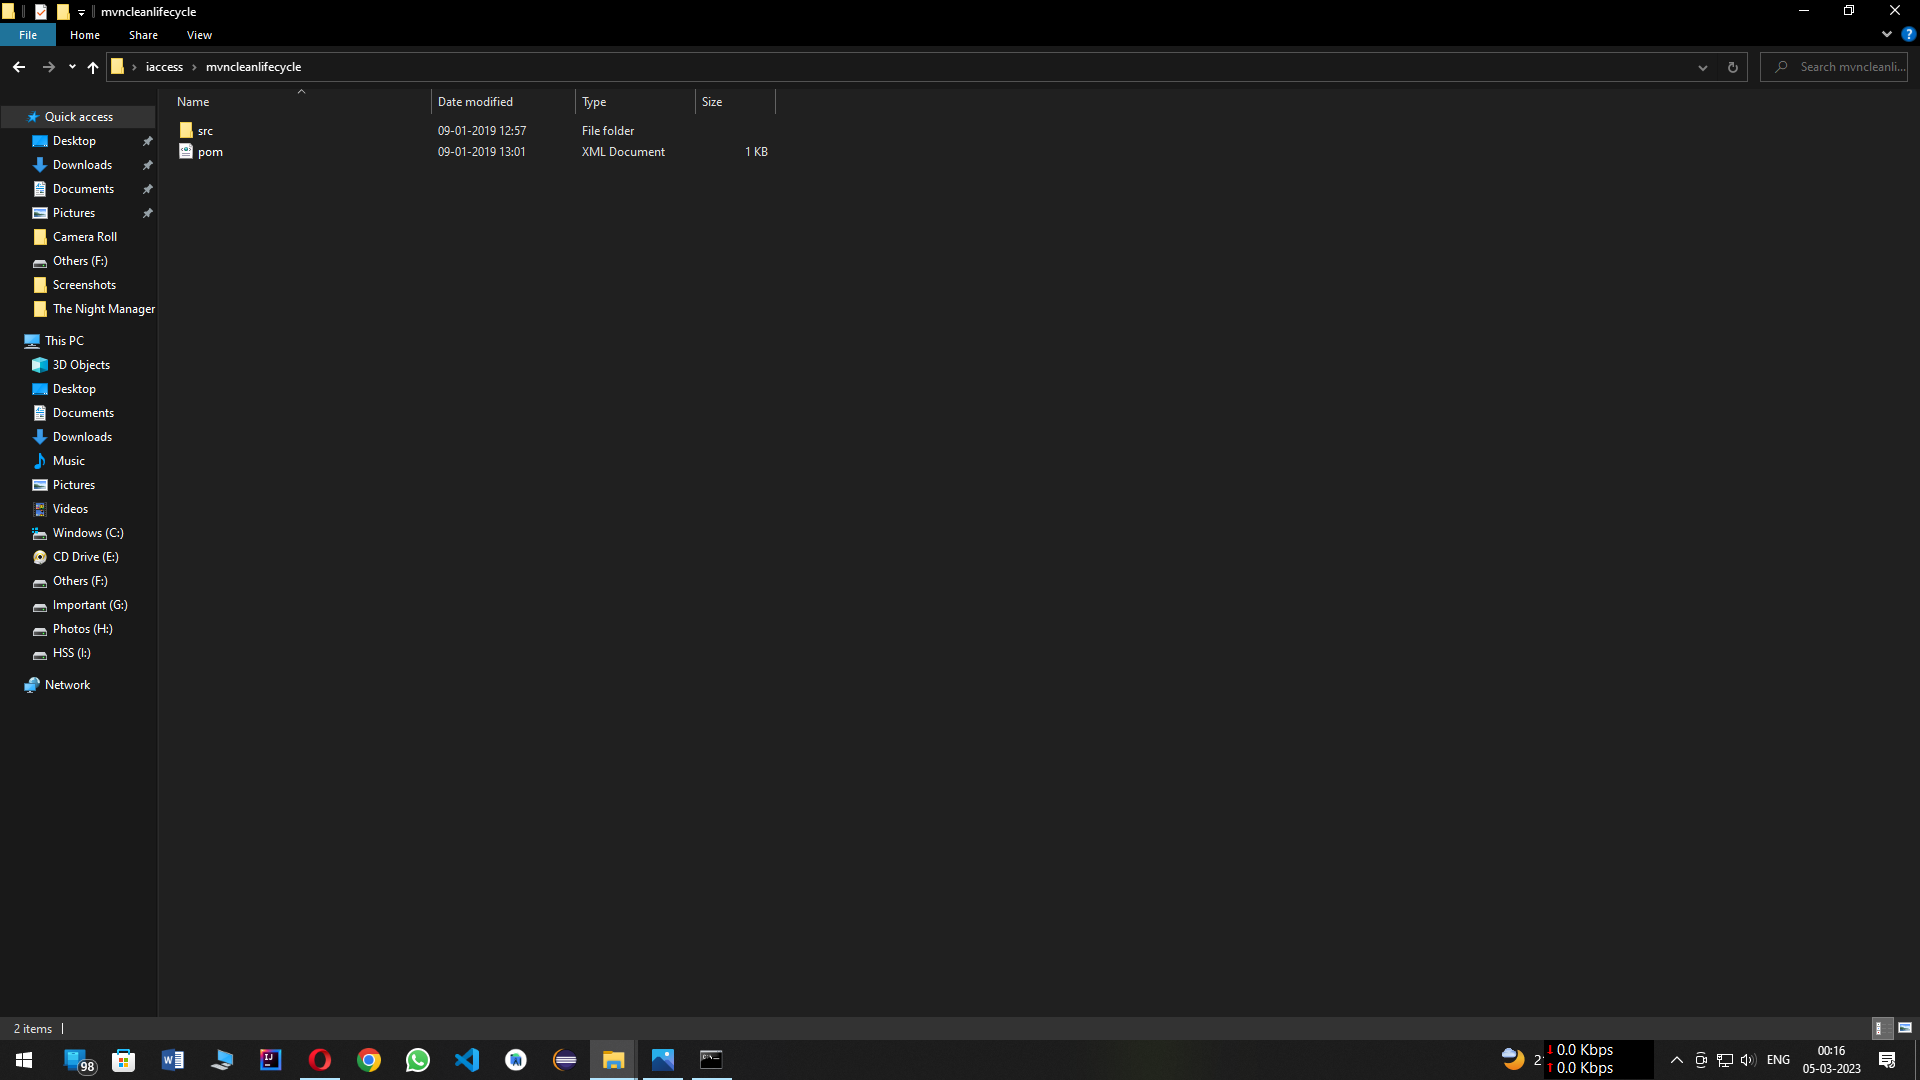 mvncleanlifecycle
File Home Share View
iaccess mvncleanlifecycle
Search mvncleanli...
Name Date modified Type Size
src 09-01-2019 12:57 File folder
pom 09-01-2019 13:01 XML Document 1 KB
Quick access
Desktop
Downloads
Documents
Pictures
Camera Roll
Others (F:)
Screenshots
The Night Manager
This PC
3D Objects
Desktop
Documents
Downloads
Music
Pictures
Videos
Windows (C:)
CD Drive (E:)
Others (F:)
Important (G:)
Photos (H:)
HSS (I:)
Network
2 items
98
0.0 Kbps
0.0 Kbps
ENG
00:16
05-03-2023